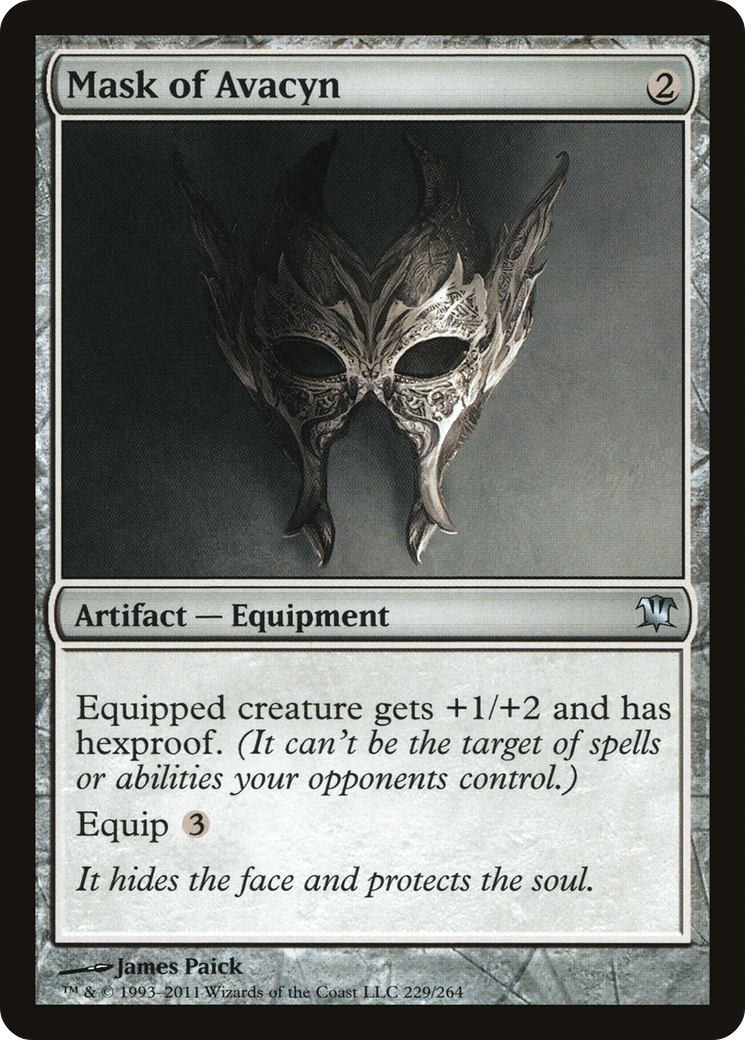 Mask of Avacyn 2
Artifact — Equipment
Equipped creature gets +1/+2 and has
hexproof. (It can't be the target of spells
or abilities your opponents control.)
Equip 3
It hides the face and protects the soul.
James Paick
™ & © 1993–2011 Wizards of the Coast LLC 229/264